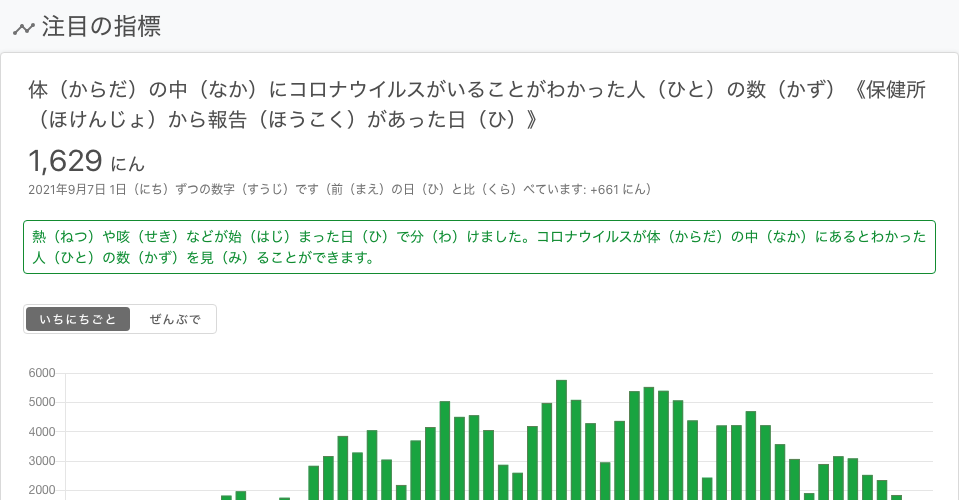 注目の指標
体（からだ）の中（なか）にコロナウイルスがいることがわかった人（ひと）の数（かず）《保健所
（ほけんじょ）から報告（ほうこく）があった日（ひ）》
1,629 にん
2021年9月7日 1日（にち）ずつの数字（すうじ）です（前（まえ）の日（ひ）と比（くら）べています: +661 にん）
熱（ねつ）や咳（せき）などが始（はじ）まった日（ひ）で分（わ）けました。コロナウイルスが体（からだ）の中（なか）にあるとわかった
人（ひと）の数（かず）を見（み）ることができます。
いちにちごと ぜんぶで
6000
5000
4000
3000
2000